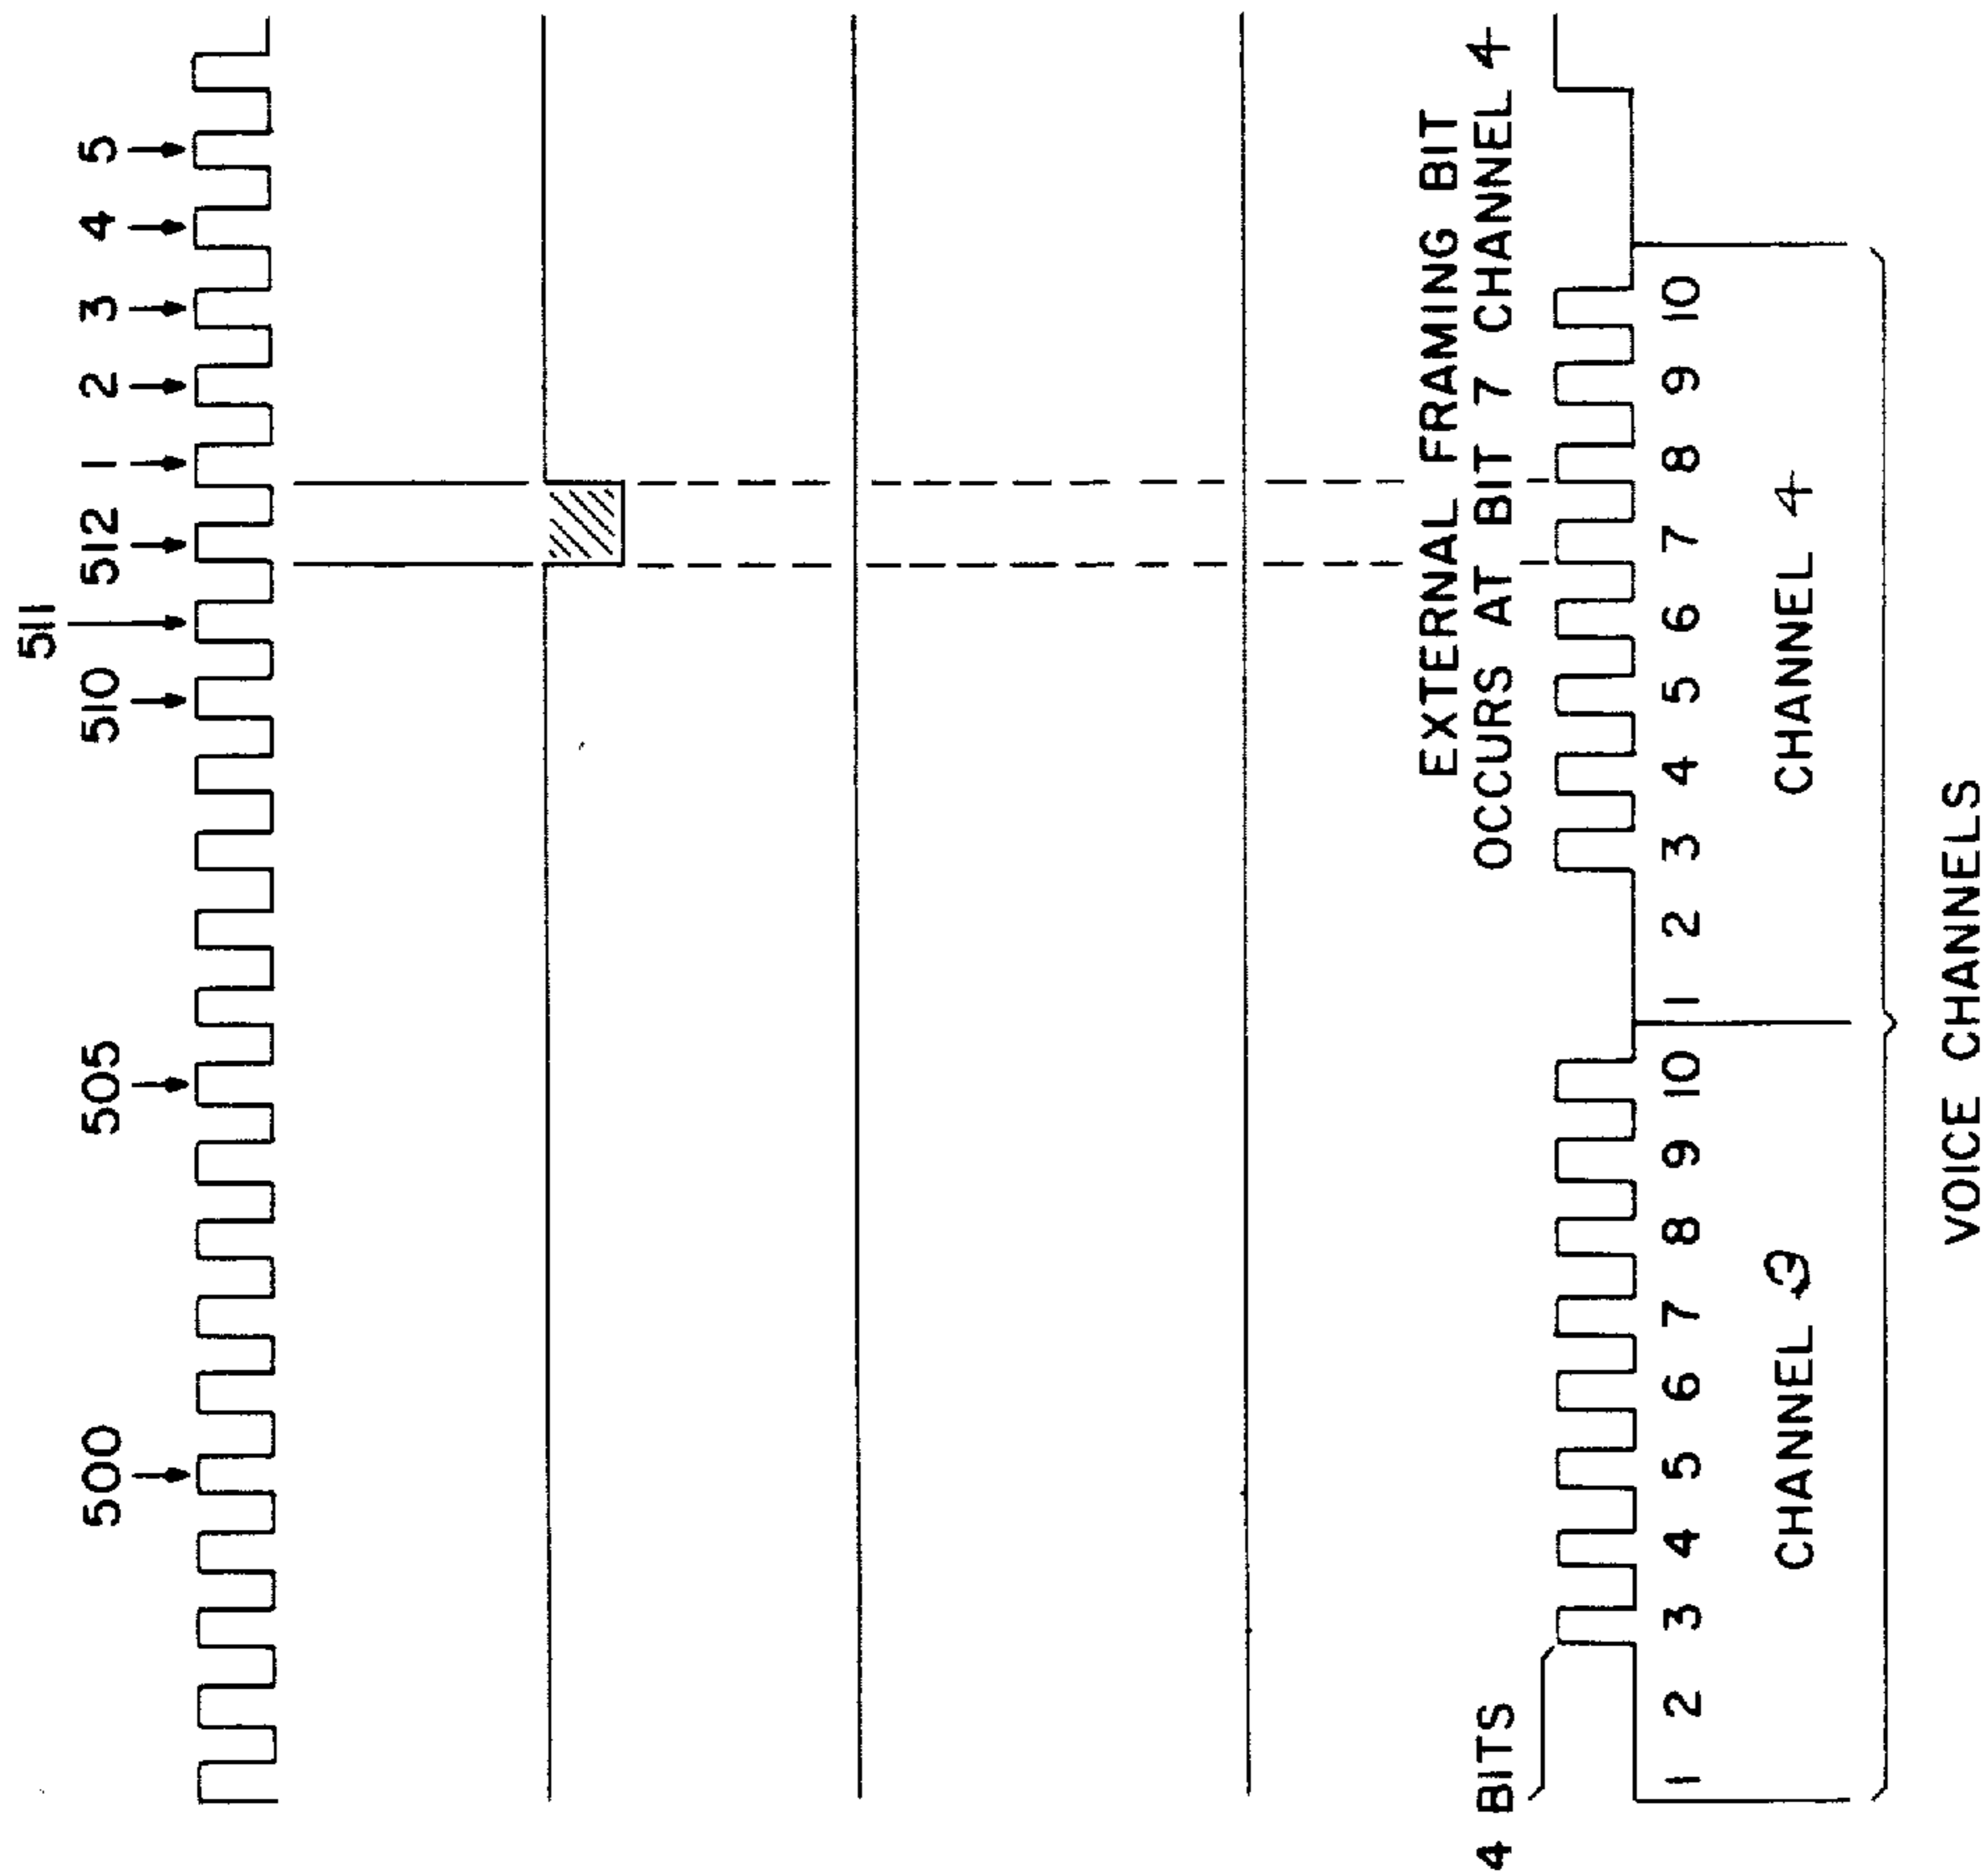 511
500 505 510 512 1 2 3 4 5
EXTERNAL FRAMING BIT
OCCURS AT BIT 7 CHANNEL 4
4 BITS
1 2 3 4 5 6 7 8 9 10 1 2 3 4 5 6 7 8 9 10
CHANNEL 3 CHANNEL 4
VOICE CHANNELS